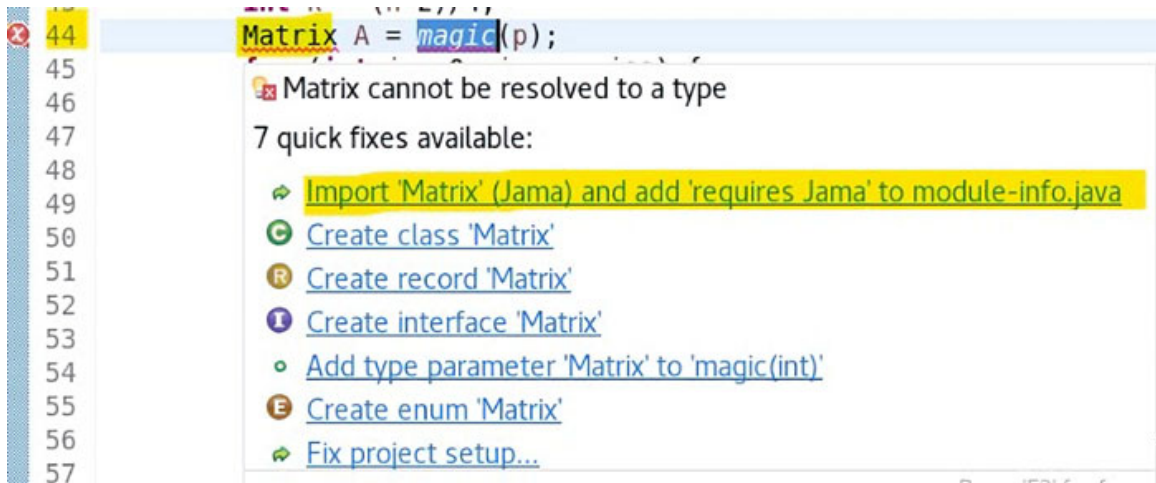 44 Matrix A = magic(p);
45
Matrix cannot be resolved to a type
46
47 7 quick fixes available:
48
49 Import 'Matrix' (Jama) and add 'requires Jama' to module-info.java
50 Create class 'Matrix'
51 Create record 'Matrix'
52
53 Create interface 'Matrix'
54 Add type parameter 'Matrix' to 'magic(int)'
55 Create enum 'Matrix'
56 Fix project setup...
57